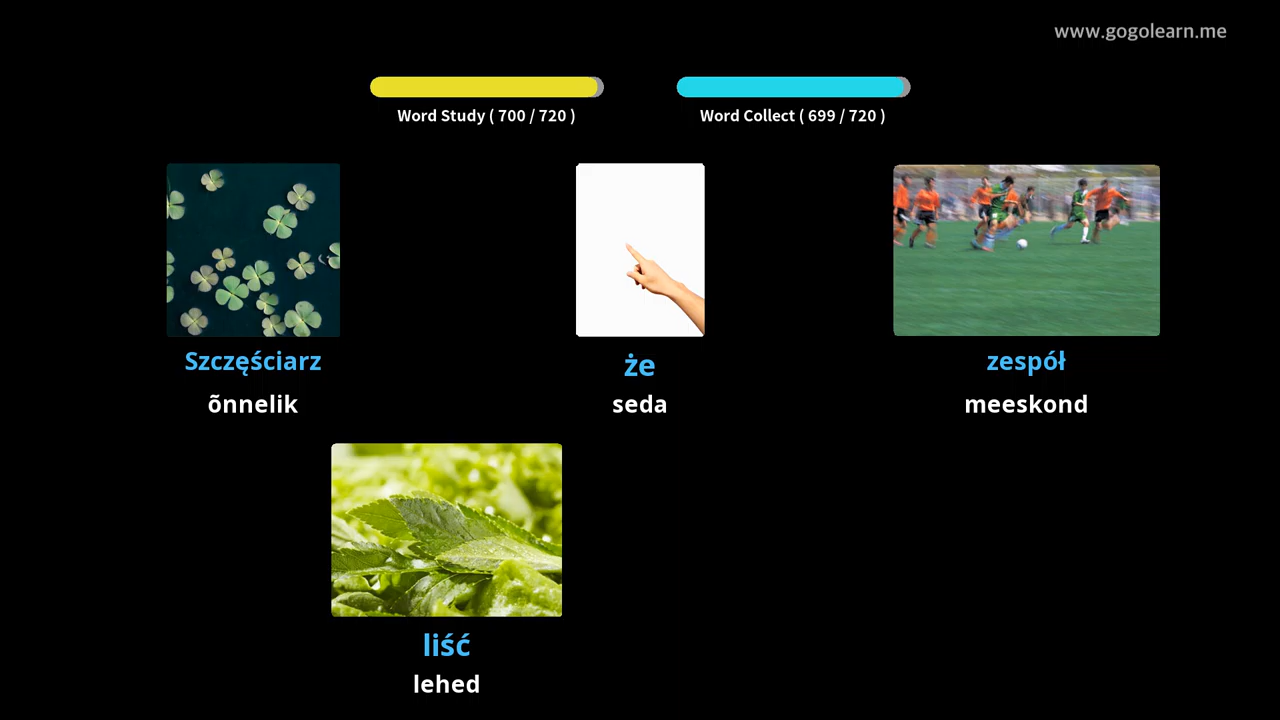 www.gogolearn.me
Word Study ( 700 / 720 )
Word Collect ( 699 / 720 )
Szczęściarz
õnnelik
że
seda
zespół
meeskond
liść
lehed